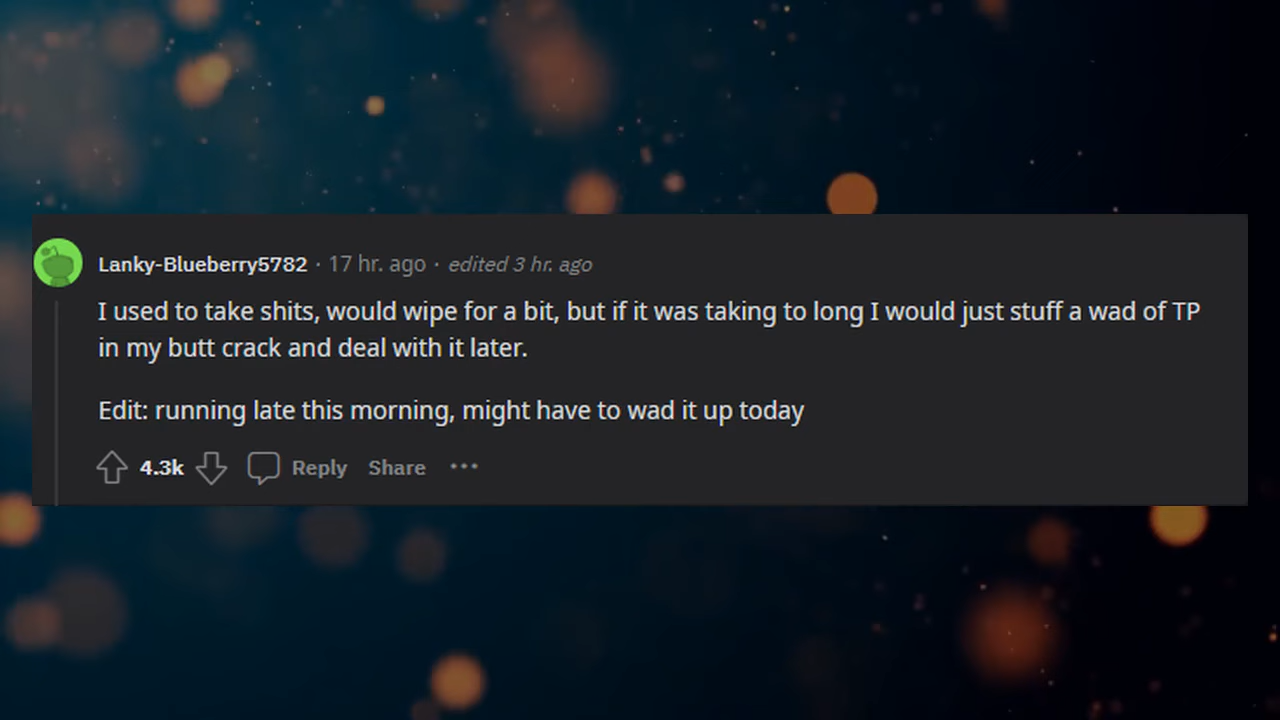 Lanky-Blueberry5782 · 17 hr. ago · edited 3 hr. ago
I used to take shits, would wipe for a bit, but if it was taking to long I would just stuff a wad of TP
in my butt crack and deal with it later.
Edit: running late this morning, might have to wad it up today
4.3k Reply Share ···